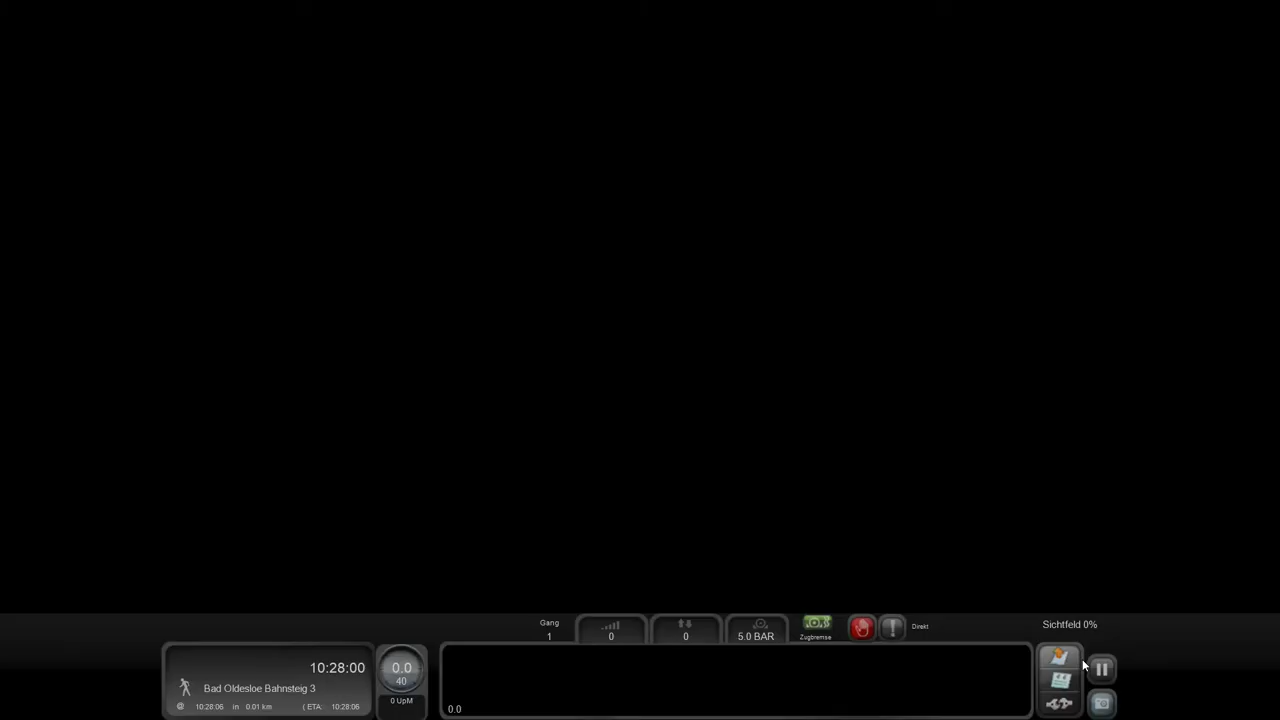 Gang
1
0
0
5.0 BAR
Zugbremse
Direkt
Sichtfeld 0%
10:28:00
Bad Oldesloe Bahnsteig 3
@ 10:28:06 in 0.01 km ( ETA: 10:28:06
0.0
40
0 UpM
0.0